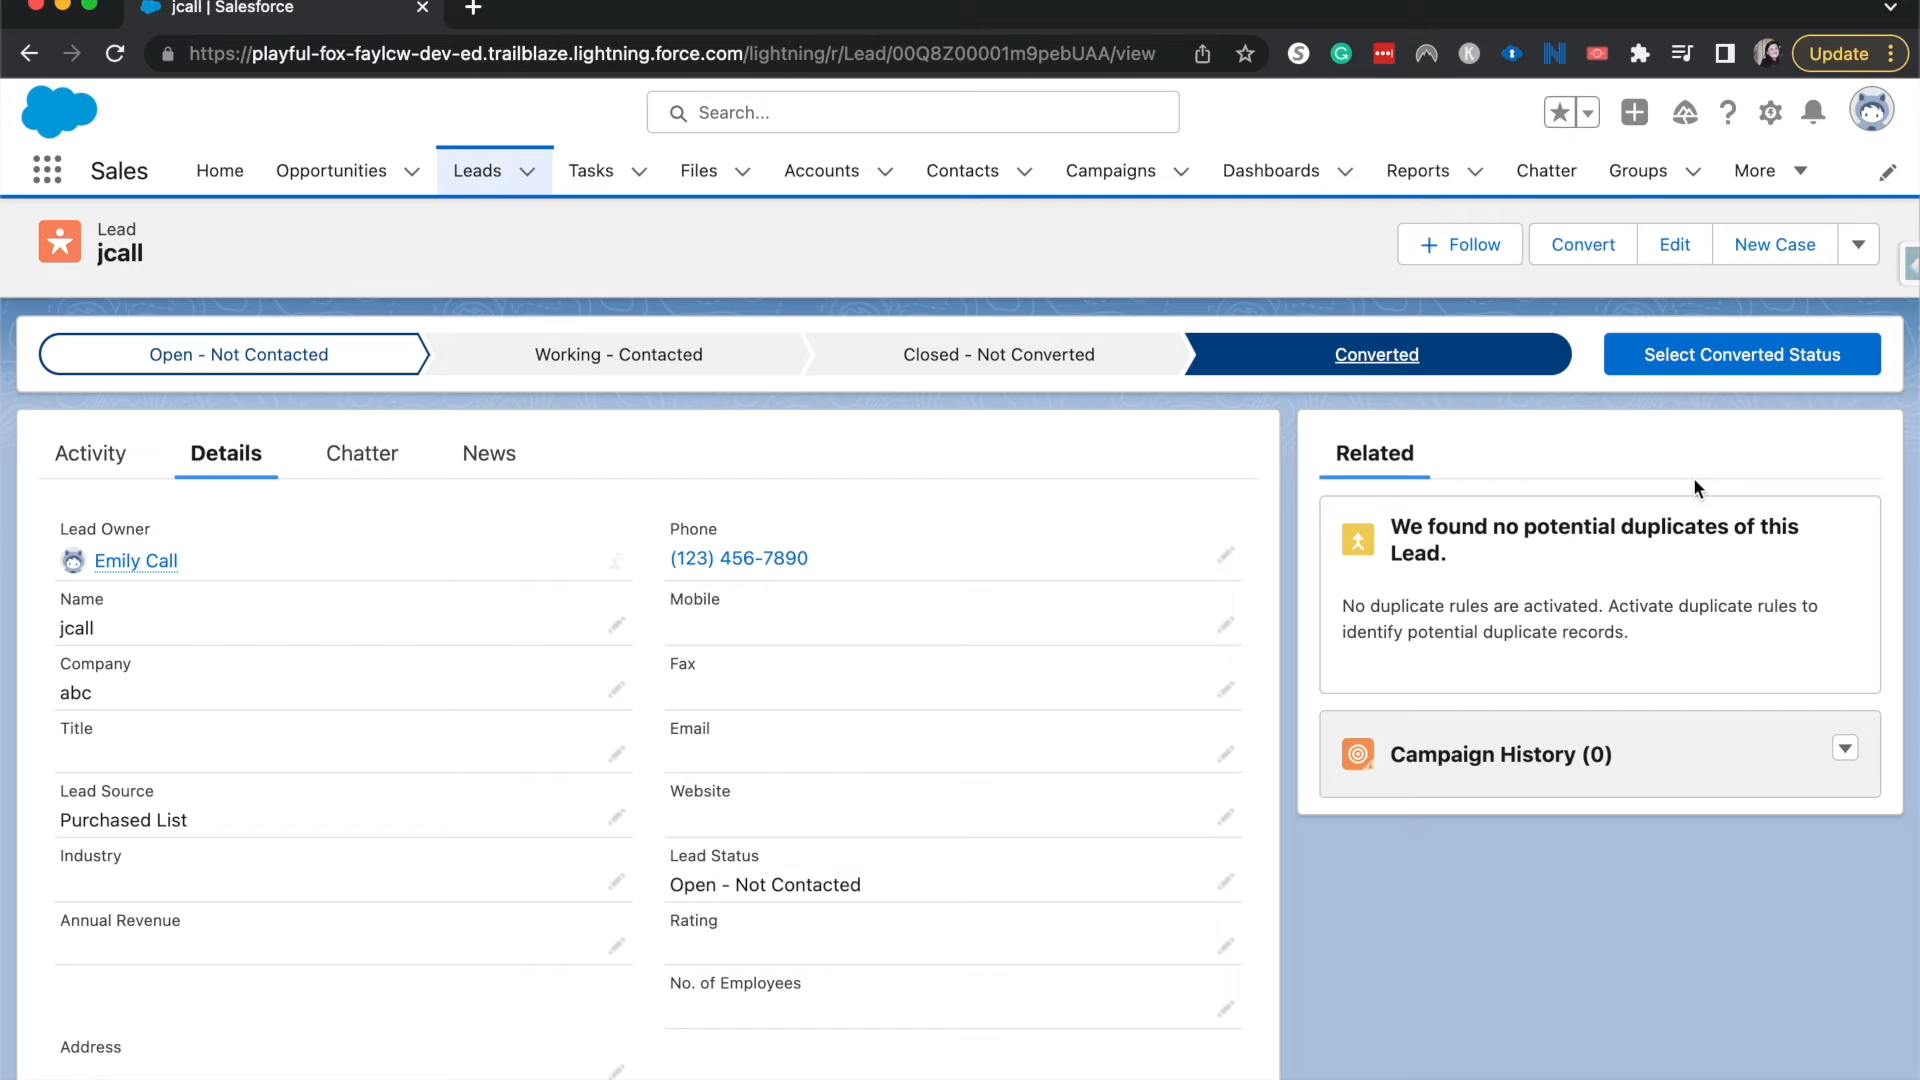 jcall | Salesforce
https://playful-fox-faylcw-dev-ed.trailblaze.lightning.force.com/lightning/r/Lead/00Q8Z00001m9pebUAA/view
Update
Search...
Sales
Home
Opportunities
Leads
Tasks
Files
Accounts
Contacts
Campaigns
Dashboards
Reports
Chatter
Groups
More
Lead
jcall
+ Follow
Convert
Edit
New Case
Open - Not Contacted
Working - Contacted
Closed - Not Converted
Converted
Select Converted Status
Activity
Details
Chatter
News
Lead Owner
Emily Call
Name
jcall
Company
abc
Title
Lead Source
Purchased List
Industry
Annual Revenue
Address
Phone
(123) 456-7890
Mobile
Fax
Email
Website
Lead Status
Open - Not Contacted
Rating
No. of Employees
Related
We found no potential duplicates of this
Lead.
No duplicate rules are activated. Activate duplicate rules to
identify potential duplicate records.
Campaign History (0)